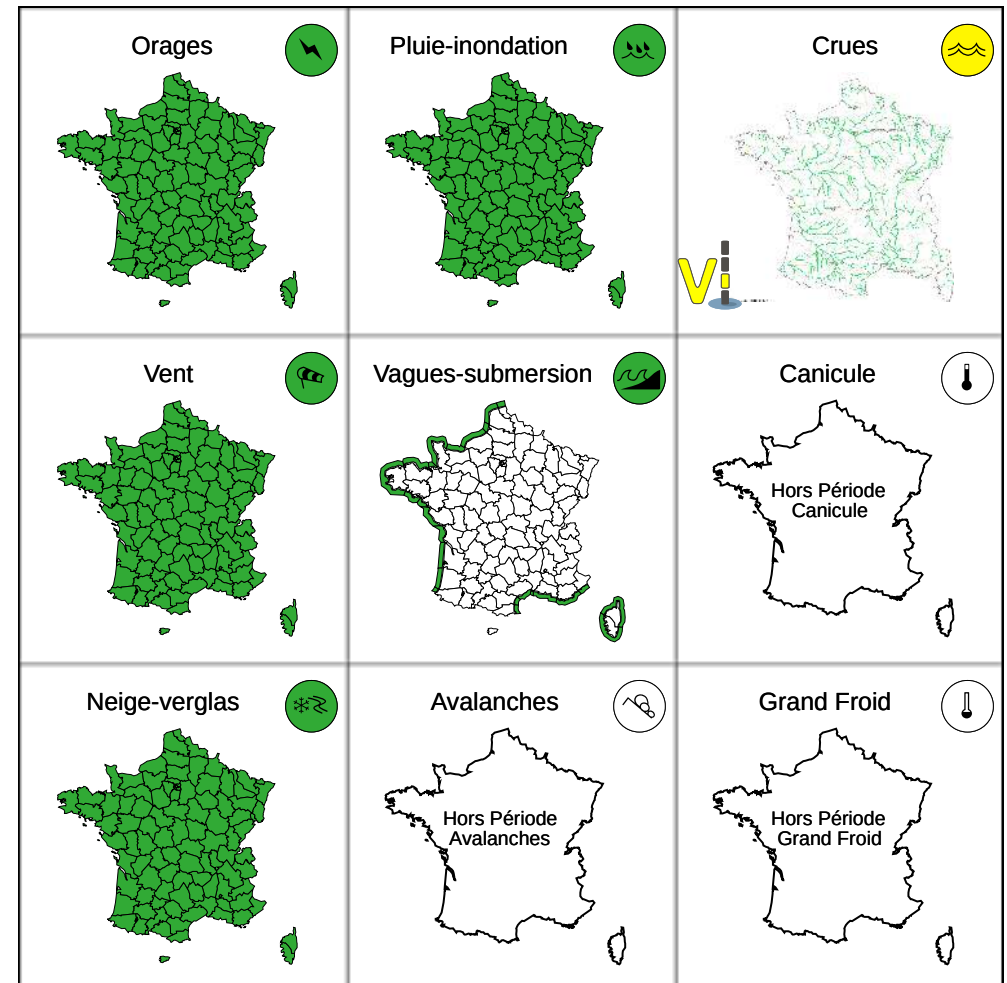 Orages
Pluie-inondation
Crues
Vi
Vent
Vagues-submersion
Canicule
Hors Période
Canicule
Neige-verglas
Avalanches
Grand Froid
Hors Période
Avalanches
Hors Période
Grand Froid